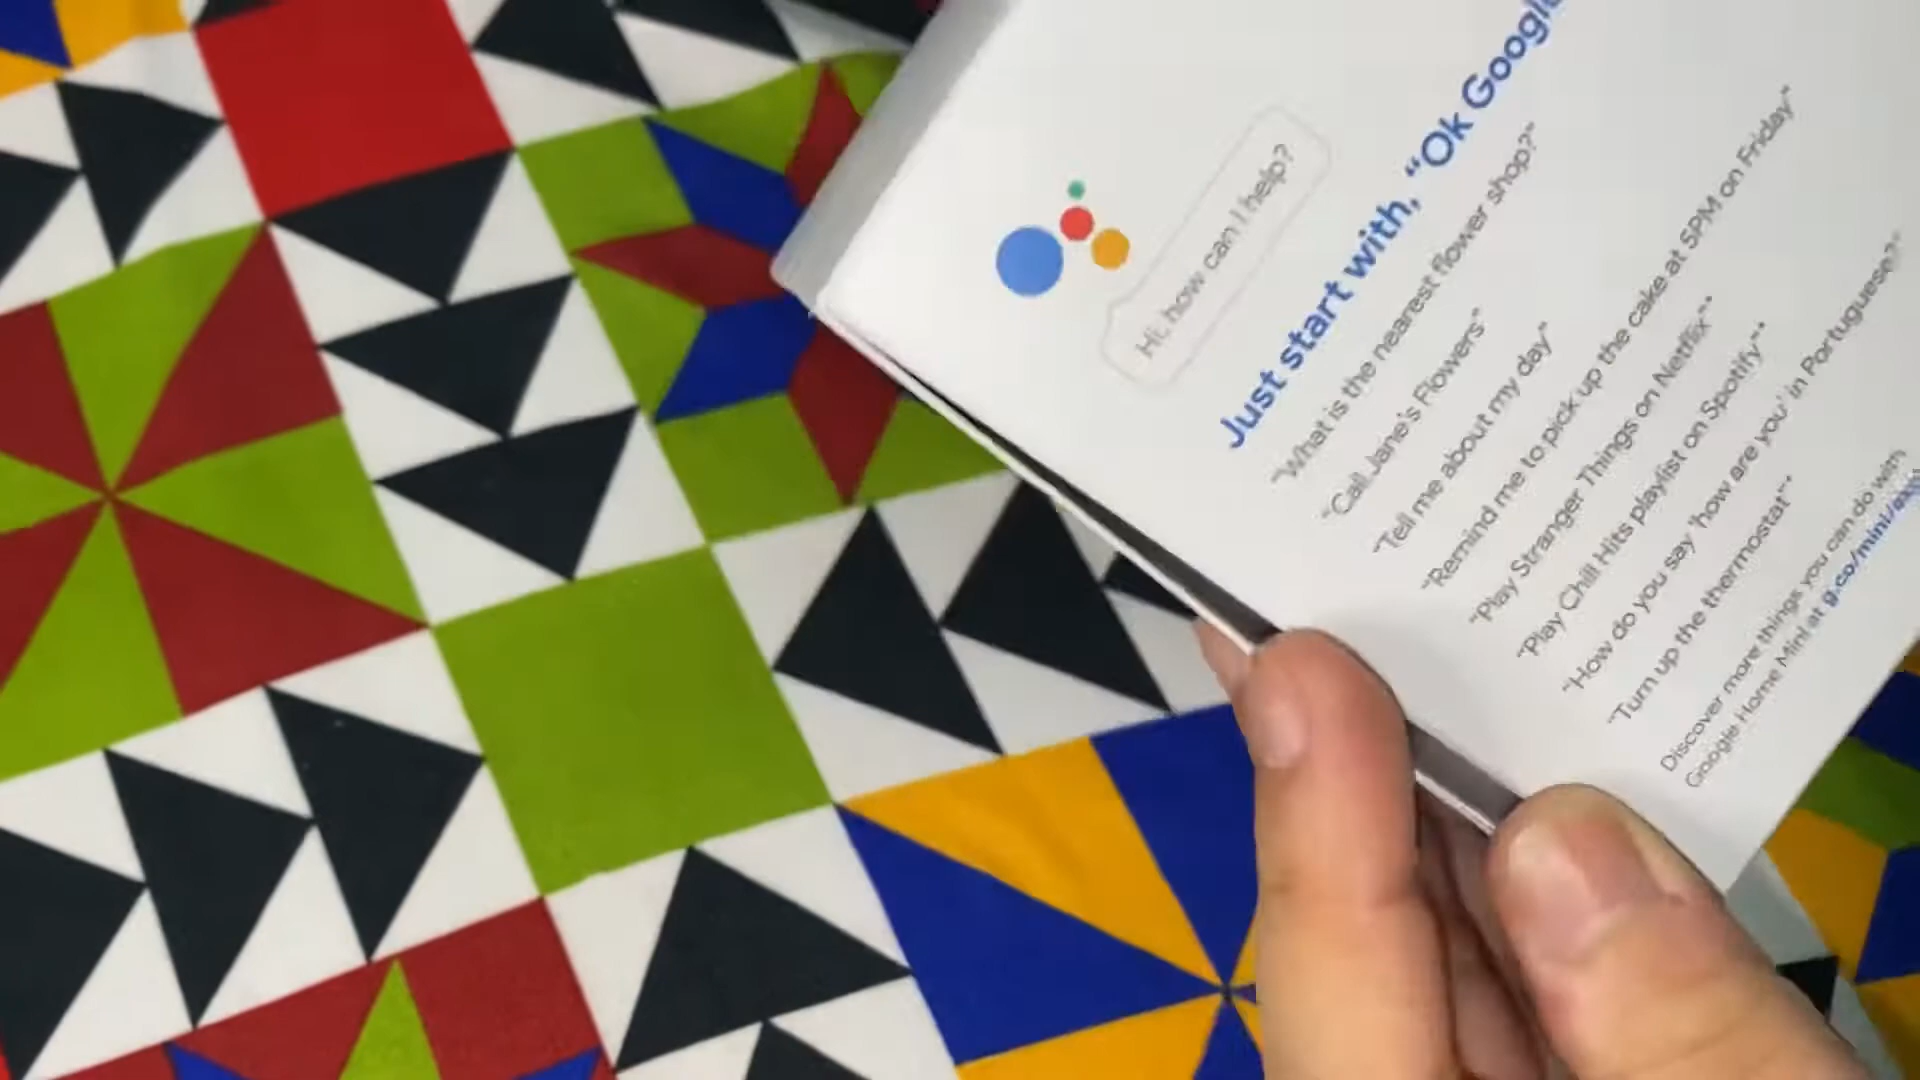 Hi, how can I help?
Just start with, “Ok Google
“What is the nearest flower shop?”
“Call Jane's Flowers”
“Tell me about my day”
“Remind me to pick up the cake at 5PM on Friday”
“Play Stranger Things on Netflix”*
“Play Chill Hits playlist on Spotify”*
“How do you say ‘how are you’ in Portuguese?”
“Turn up the thermostat”*
Discover more things you can do with
Google Home Mini at